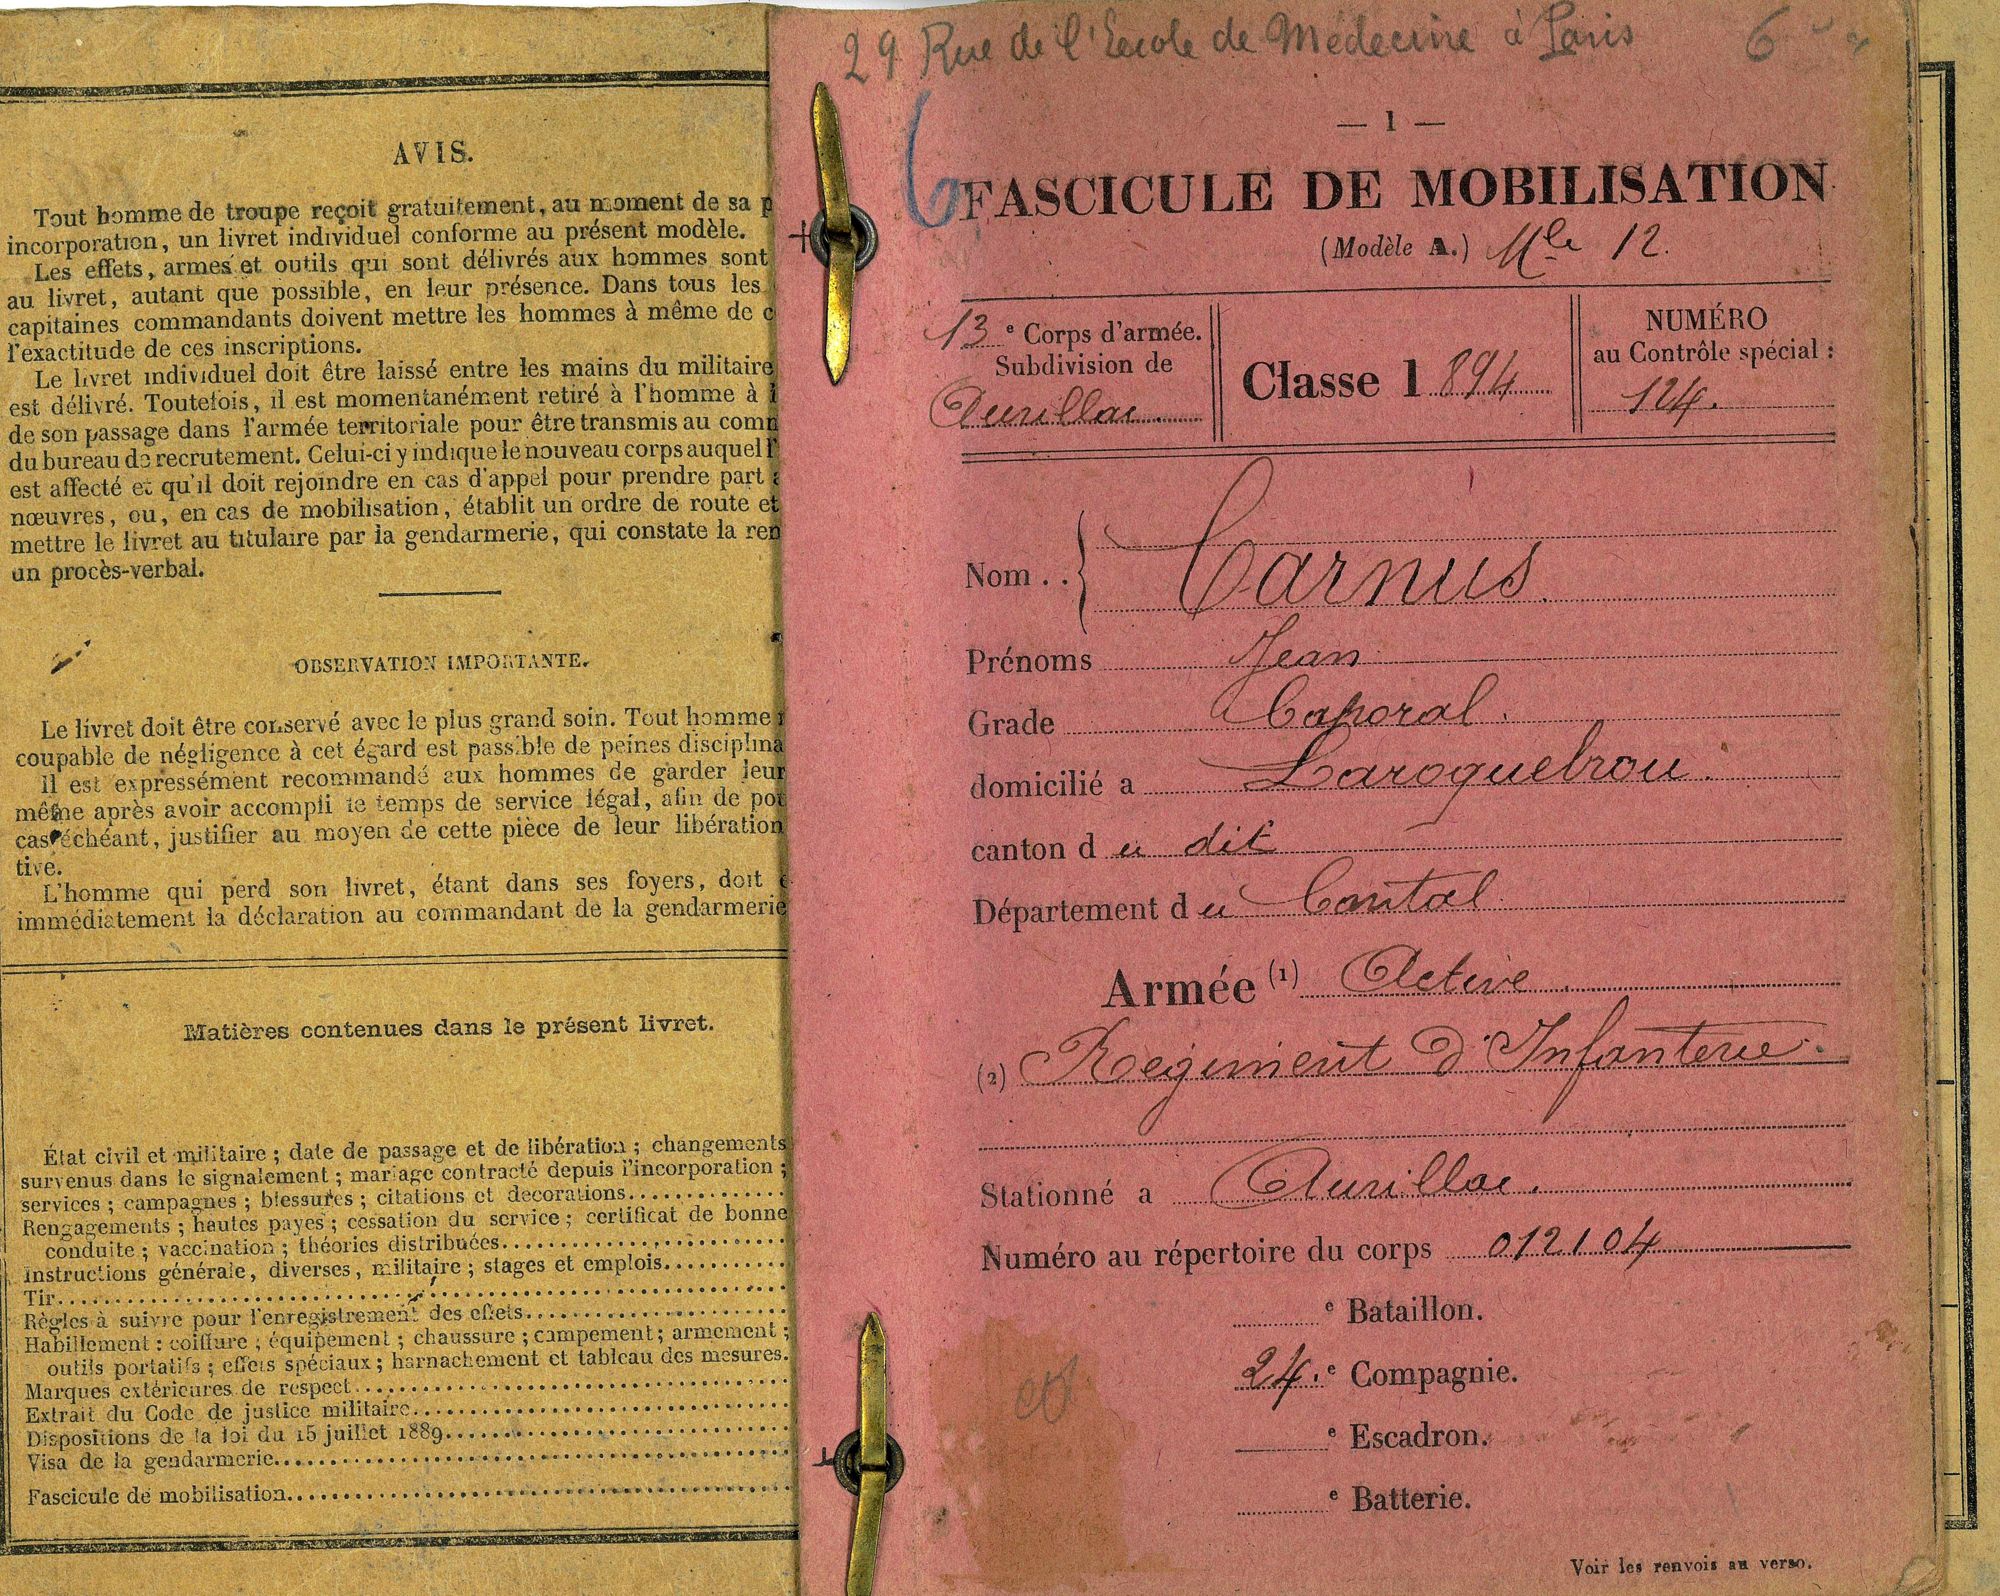 AVIS.
Tout homme de troupe reçoit gratuitement, au moment de sa p
incorporation, un livret individuel conforme au présent modèle.
Les effets, armes et outils qui sont délivrés aux hommes sont
au livret, autant que possible, en leur présence. Dans tous les
capitaines commandants doivent mettre les hommes à même de c
l'exactitude de ces inscriptions.
Le livret individuel doit être laissé entre les mains du militaire
est délivré. Toutefois, il est momentanément retiré à l'homme à l
de son passage dans l'armée territoriale pour être transmis au comm
du bureau de recrutement. Celui-ci y indique le nouveau corps auquel l'
est affecté et qu'il doit rejoindre en cas d'appel pour prendre part a
nœuvres, ou, en cas de mobilisation, établit un ordre de route et
mettre le livret au titulaire par la gendarmerie, qui constate la ren
un procès-verbal.
OBSERVATION IMPORTANTE.
Le livret doit être conservé avec le plus grand soin. Tout homme r
coupable de négligence à cet égard est passible de peines disciplina
Il est expressément recommandé aux hommes de garder leur
même après avoir accompli le temps de service légal, afin de pou
cas échéant, justifier au moyen de cette pièce de leur libération
tive.
L'homme qui perd son livret, étant dans ses foyers, doit e
immédiatement la déclaration au commandant de la gendarmerie
Matières contenues dans le présent livret.
État civil et militaire ; date de passage et de libération ; changements
survenus dans le signalement ; mariage contracté depuis l'incorporation ;
services ; campagnes ; blessures ; citations et decorations
Rengagements ; hautes payes ; cessation du service ; certificat de bonne
conduite ; vaccination ; théories distribuées
Instructions générale, diverses, militaire ; stages et emplois
Tir
Règles à suivre pour l'enregistrement des effets
Habillement : coiffure ; équipement ; chaussure ; campement ; armement ;
outils portatifs ; effets spéciaux ; harnachement et tableau des mesures.
Marques extérieures de respect
Extrait du Code de justice militaire
Dispositions de la loi du 15 juillet 1889
Visa de la gendarmerie
Fascicule de mobilisation
29 Rue de l'Ecole de Médecine à Paris 6
6
— 1 —
FASCICULE DE MOBILISATION
(Modèle A.) Mle 12.
13e Corps d'armée.
Subdivision de
Aurillac.
Classe 1894
NUMÉRO
au Contrôle spécial :
124.
Nom .. Carnus.
Prénoms Jean
Grade Caporal.
domicilié a Laroquebrou.
canton du dit
Département du Cantal
Armée (1) Active
(2) Regiment d'Infanterie.
Stationné a Aurillac.
Numéro au répertoire du corps 012104
e Bataillon.
24.e Compagnie.
e Escadron.
e Batterie.
Voir les renvois au verso.